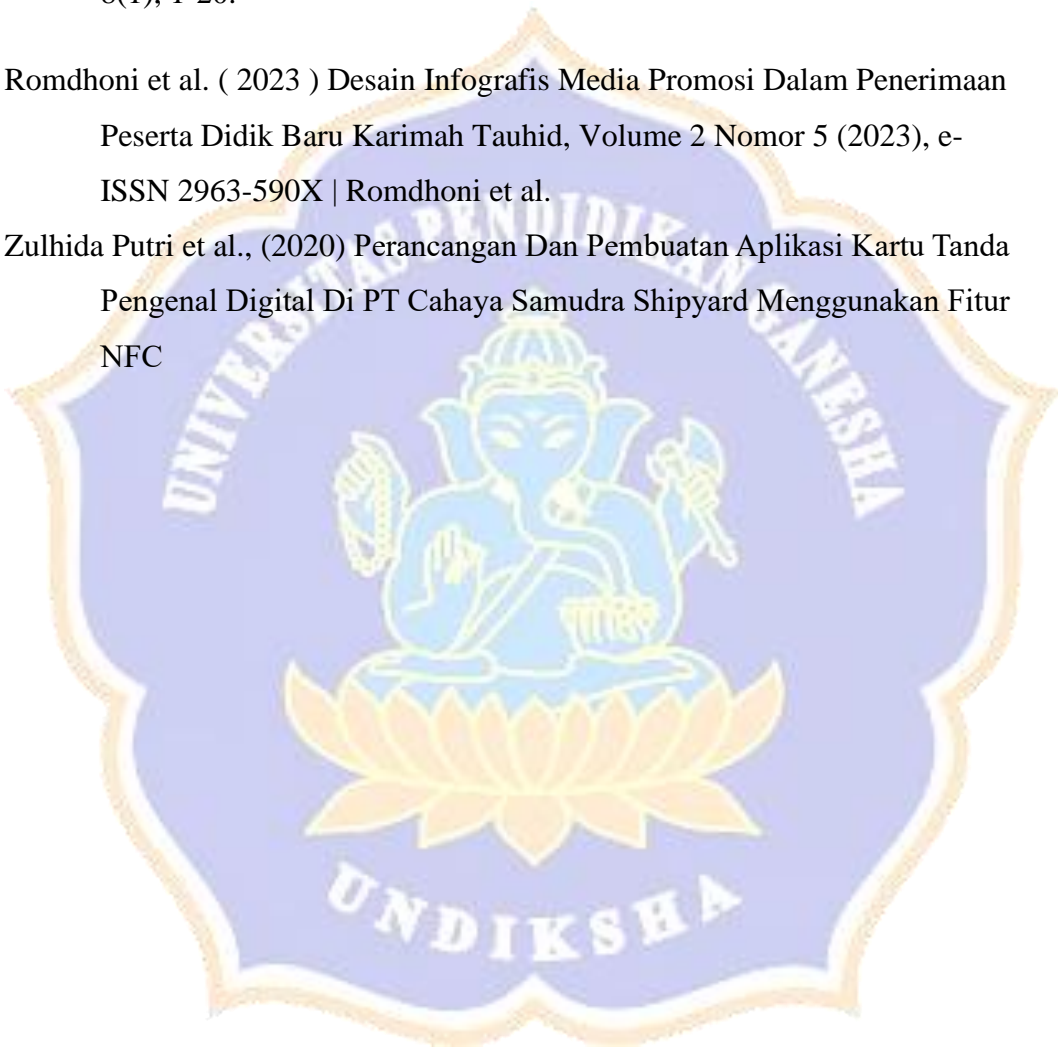 Romdhoni et al. ( 2023 ) Desain Infografis Media Promosi Dalam Penerimaan
Peserta Didik Baru Karimah Tauhid, Volume 2 Nomor 5 (2023), e-
ISSN 2963-590X | Romdhoni et al.
Zulhida Putri et al., (2020) Perancangan Dan Pembuatan Aplikasi Kartu Tanda
Pengenal Digital Di PT Cahaya Samudra Shipyard Menggunakan Fitur
NFC
UNIVERSITAS PENDIDIKAN GANESHA
UNDIKSHA